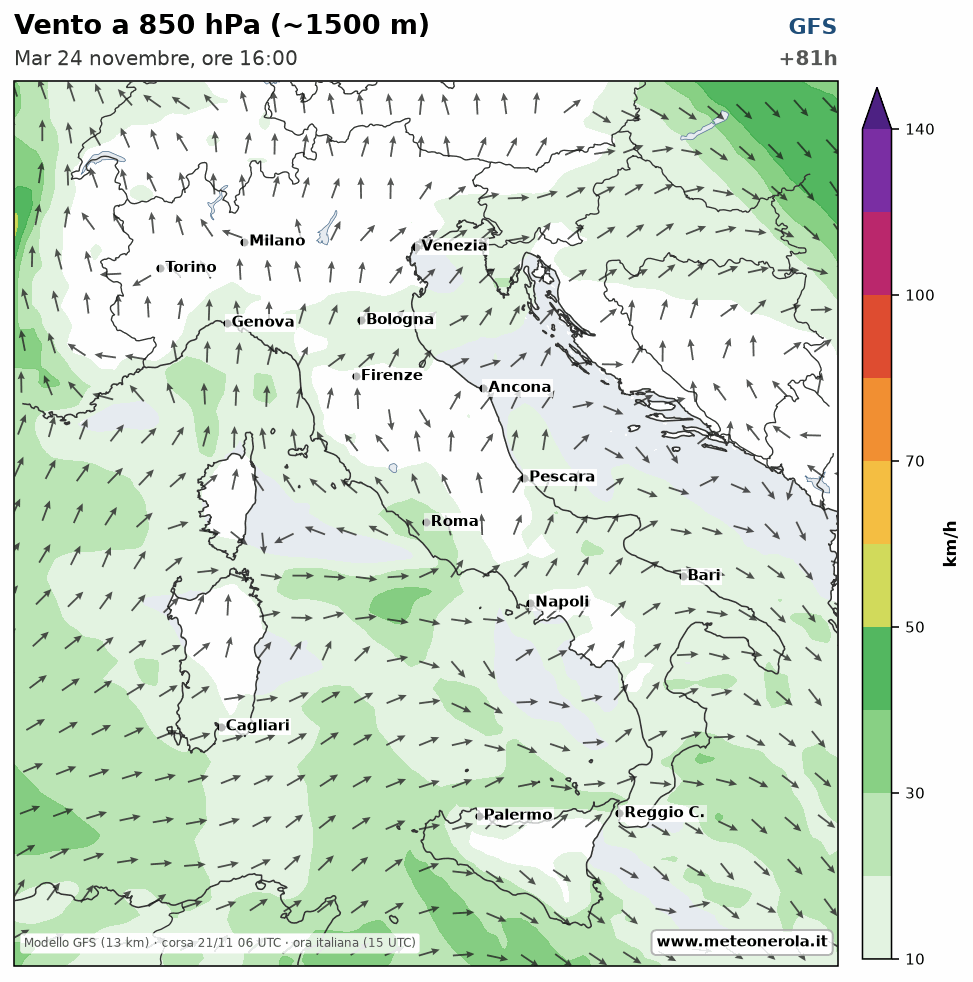 Vento a 850 hPa (~1500 m)
GFS
Mar 24 novembre, ore 16:00
+81h
140
100
70
50
30
10
km/h
Milano
Venezia
Torino
Genova
Bologna
Firenze
Ancona
Pescara
Roma
Bari
Napoli
Cagliari
Palermo
Reggio C.
Modello GFS (13 km) · corsa 21/11 06 UTC · ora italiana (15 UTC)
www.meteonerola.it